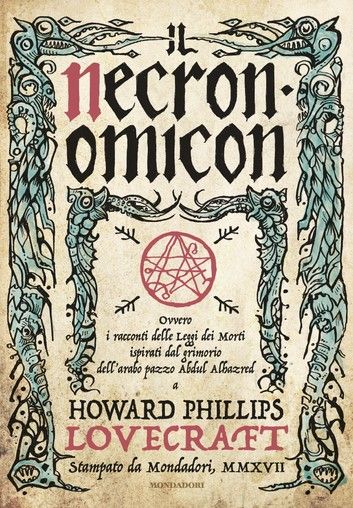 IL
necron-
omicon
Ovvero
i racconti delle Leggi dei Morti
ispirati dal grimorio
dell'arabo pazzo Abdul Alhazred
a
HOWARD PHILLIPS
LOVECRAFT
Stampato da Mondadori, MMXVII
MONDADORI